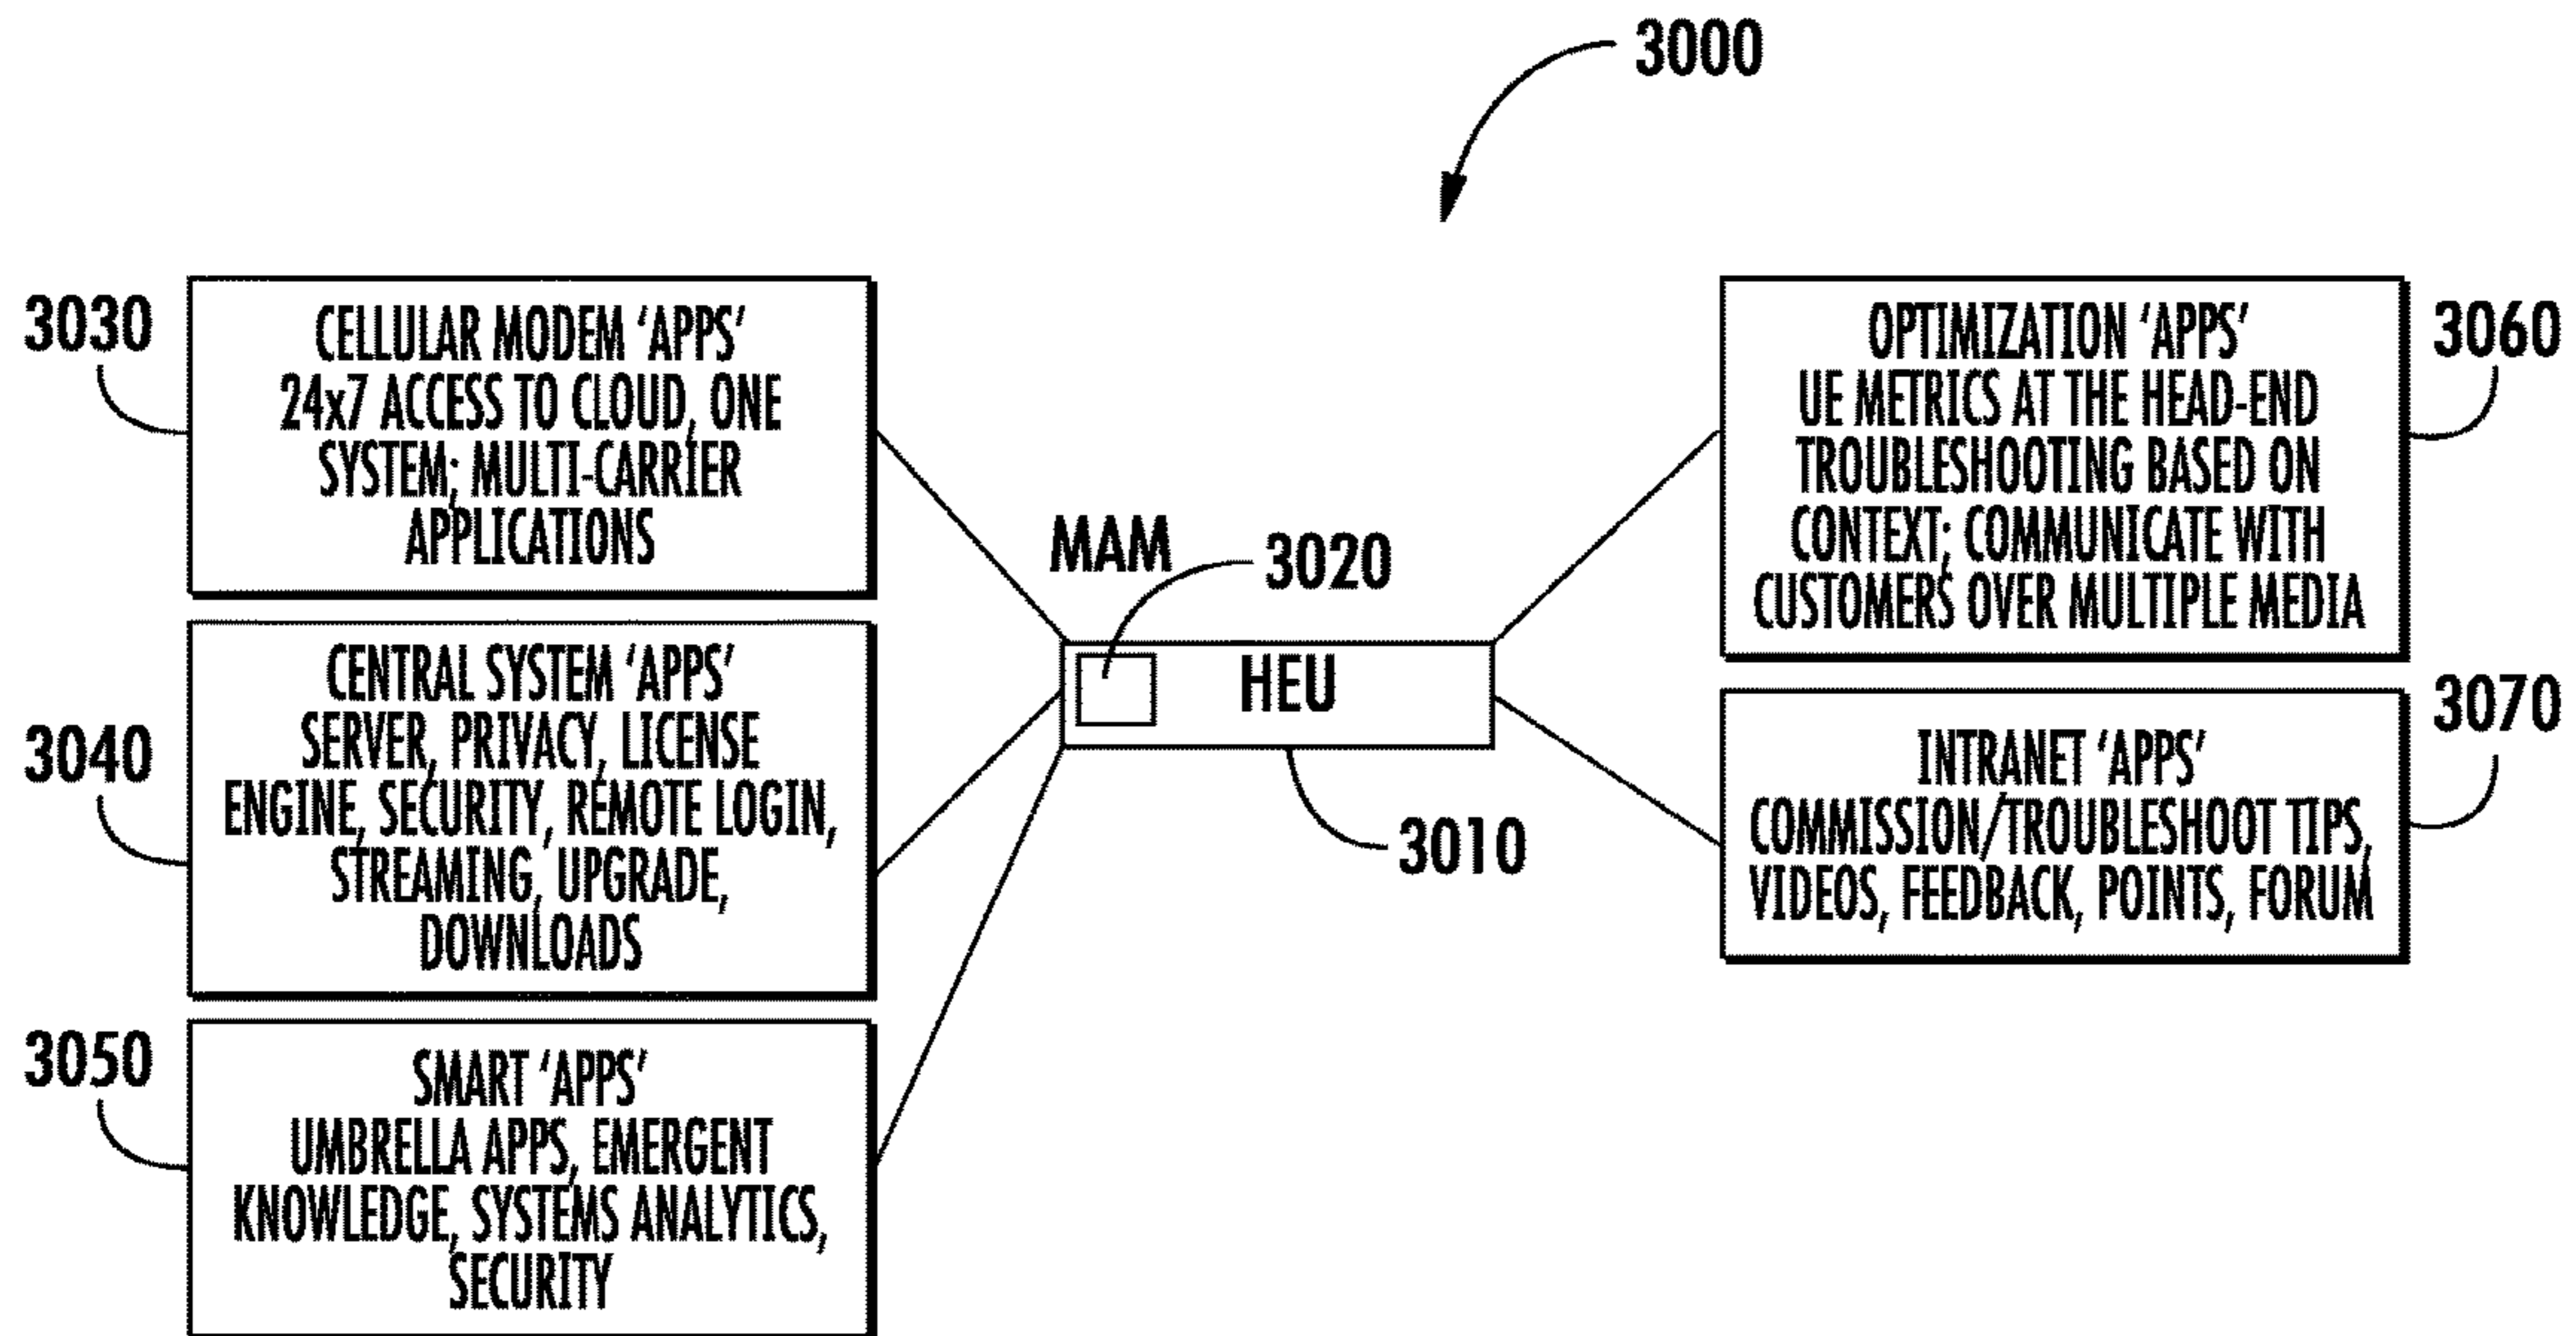 3000
3030
CELLULAR MODEM 'APPS'
24x7 ACCESS TO CLOUD, ONE
SYSTEM; MULTI-CARRIER
APPLICATIONS
3040
CENTRAL SYSTEM 'APPS'
SERVER, PRIVACY, LICENSE
ENGINE, SECURITY, REMOTE LOGIN,
STREAMING, UPGRADE,
DOWNLOADS
3050
SMART 'APPS'
UMBRELLA APPS, EMERGENT
KNOWLEDGE, SYSTEMS ANALYTICS,
SECURITY
MAM
3020
HEU
3010
OPTIMIZATION 'APPS'
UE METRICS AT THE HEAD-END
TROUBLESHOOTING BASED ON
CONTEXT; COMMUNICATE WITH
CUSTOMERS OVER MULTIPLE MEDIA
3060
INTRANET 'APPS'
COMMISSION/TROUBLESHOOT TIPS,
VIDEOS, FEEDBACK, POINTS, FORUM
3070